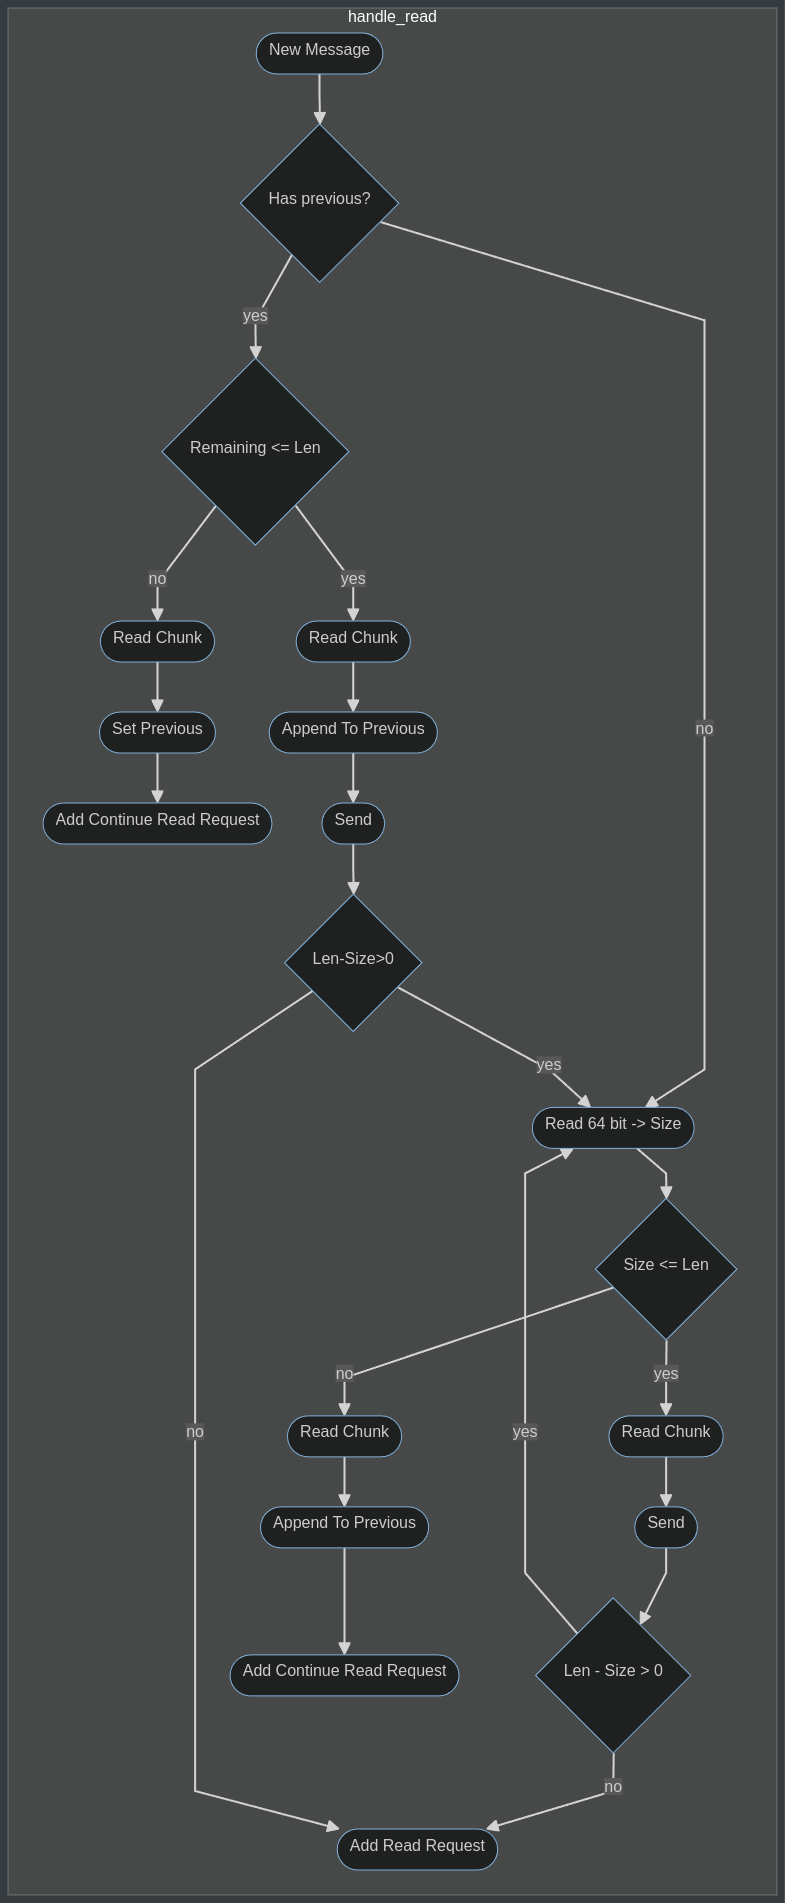 handle_read
New Message
Has previous?
yes
Remaining <= Len
no
yes
Read Chunk
Read Chunk
Set Previous
Append To Previous
no
Add Continue Read Request
Send
Len-Size>0
yes
Read 64 bit -> Size
Size <= Len
no
yes
no
Read Chunk
yes
Read Chunk
Append To Previous
Send
Add Continue Read Request
Len - Size > 0
no
Add Read Request